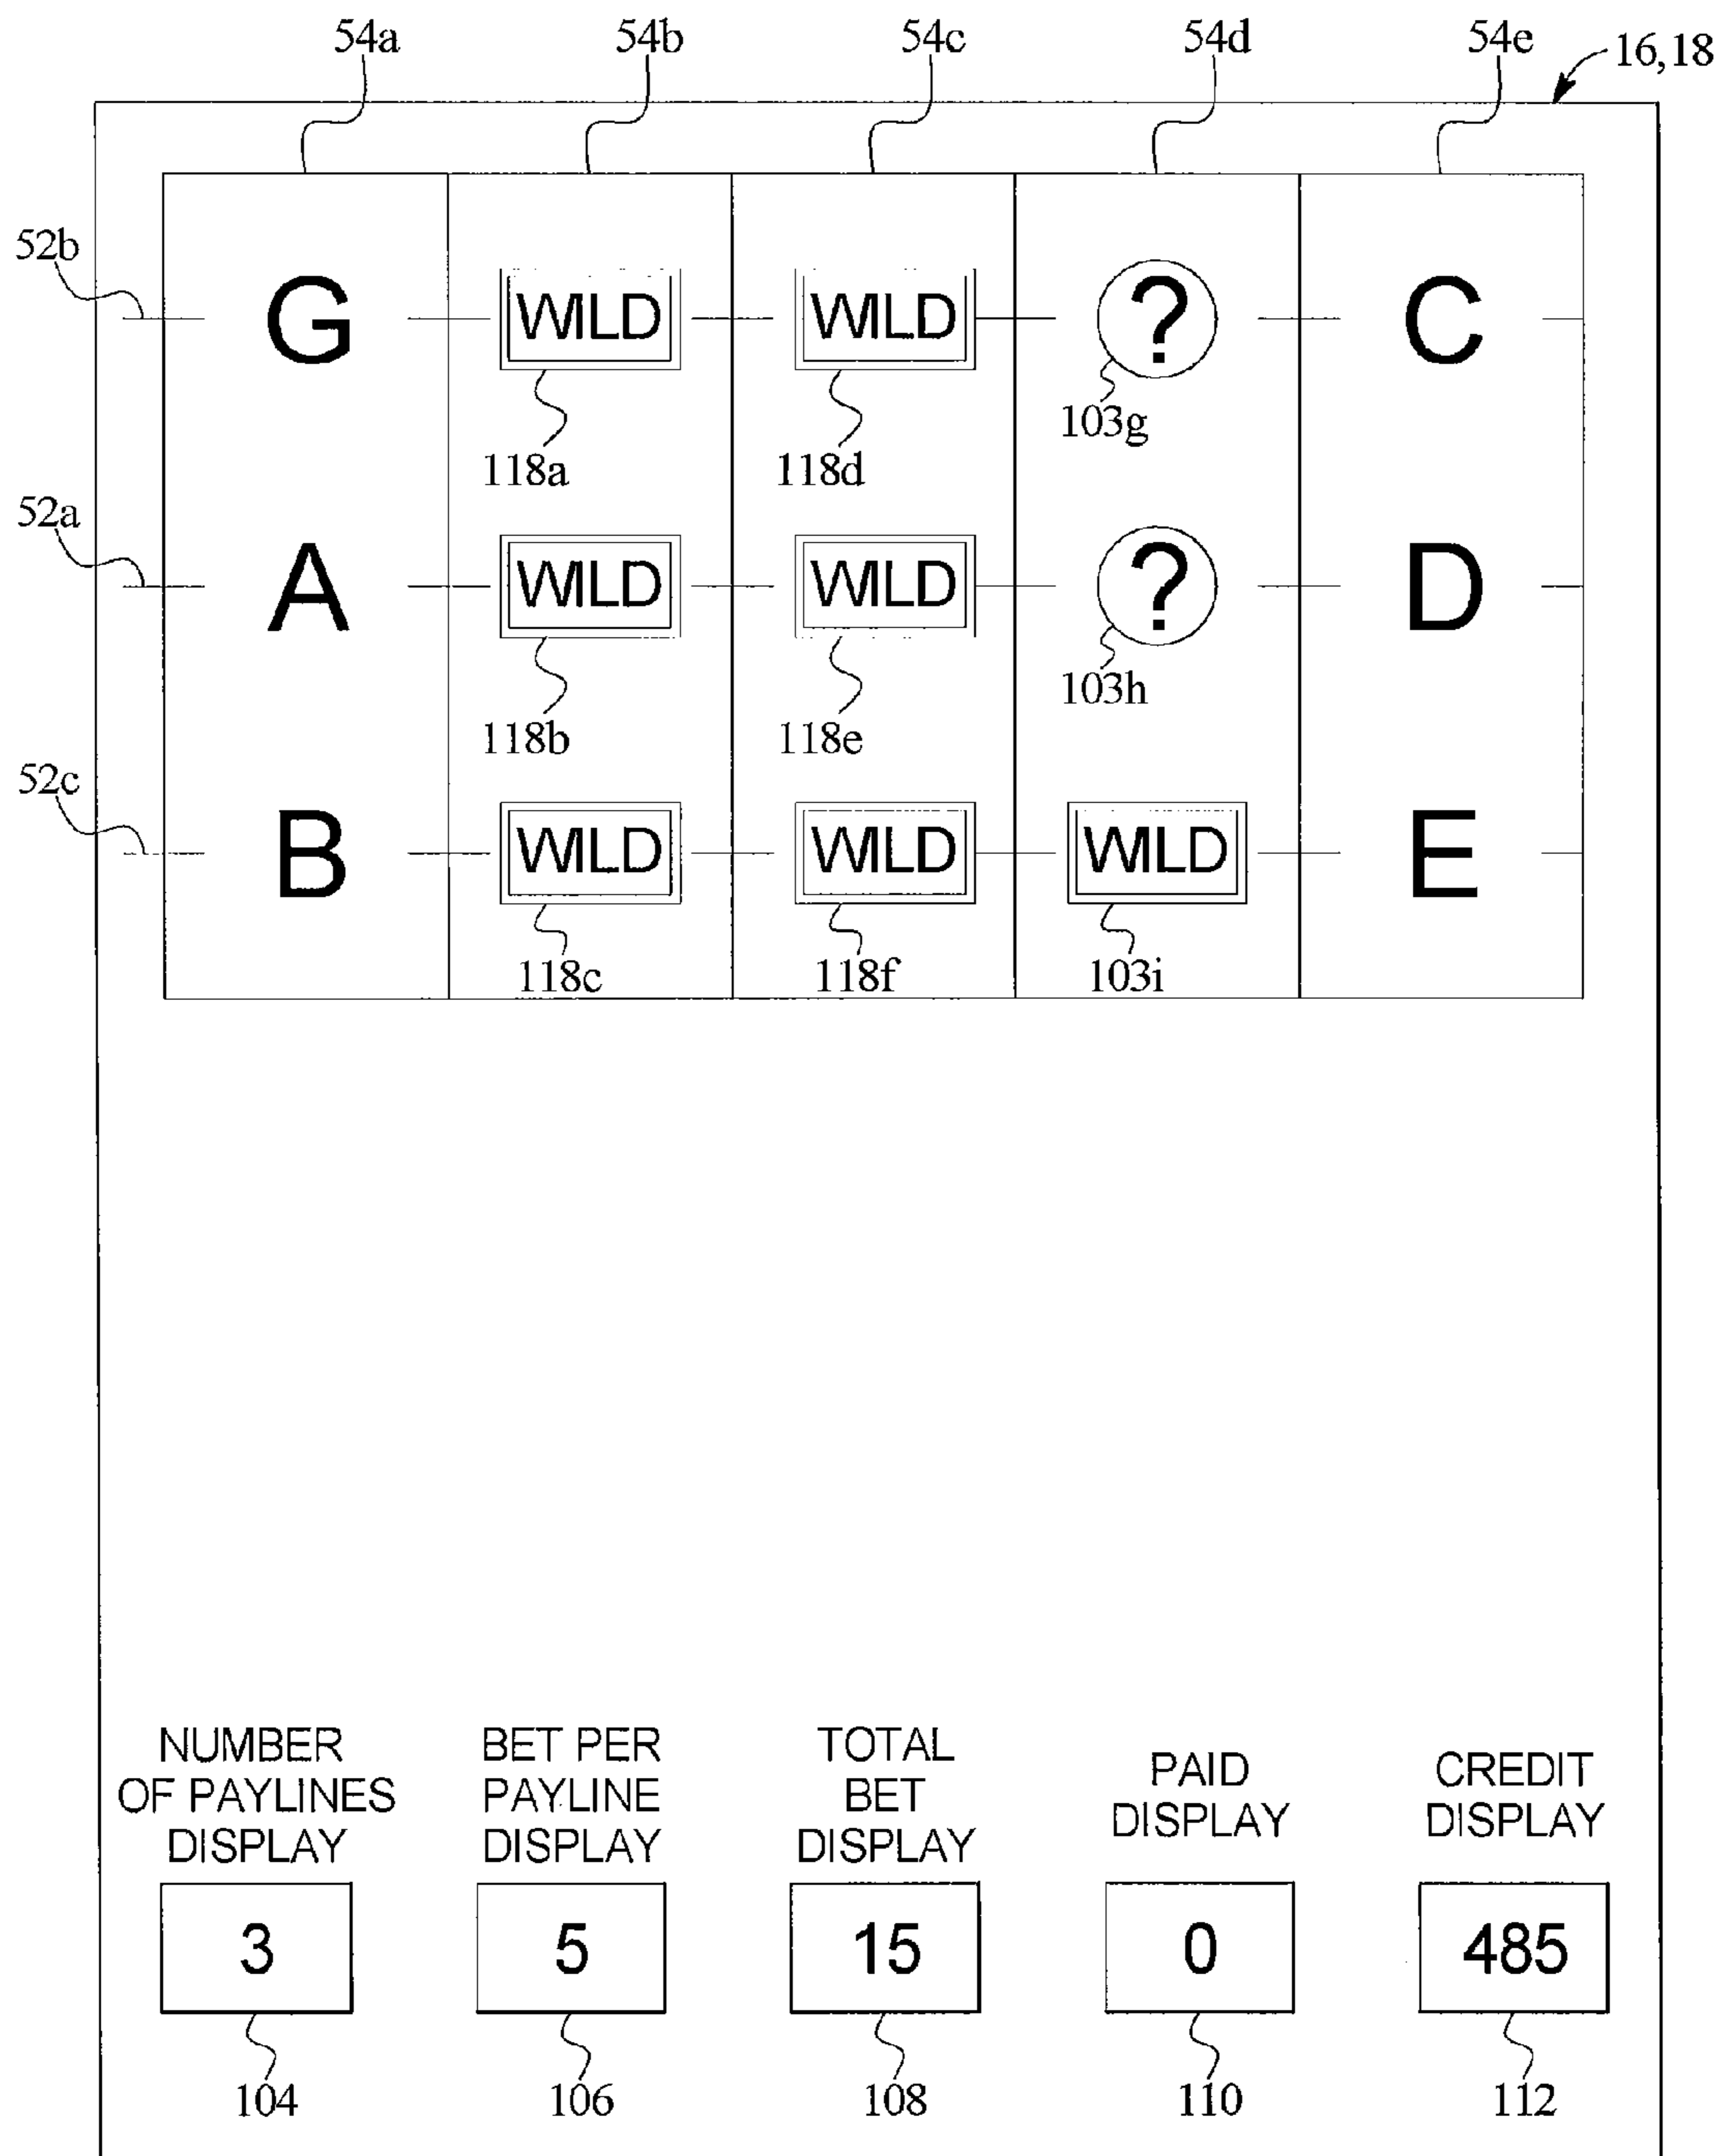 54a 54b 54c 54d 54e
16,18
52b G WILD WILD ? C
118a 118d 103g
52a A WILD WILD ? D
118b 118e 103h
52c B WILD WILD WILD E
118c 118f 103i
NUMBER
OF PAYLINES
DISPLAY
3
104
BET PER
PAYLINE
DISPLAY
5
106
TOTAL
BET
DISPLAY
15
108
PAID
DISPLAY
0
110
CREDIT
DISPLAY
485
112